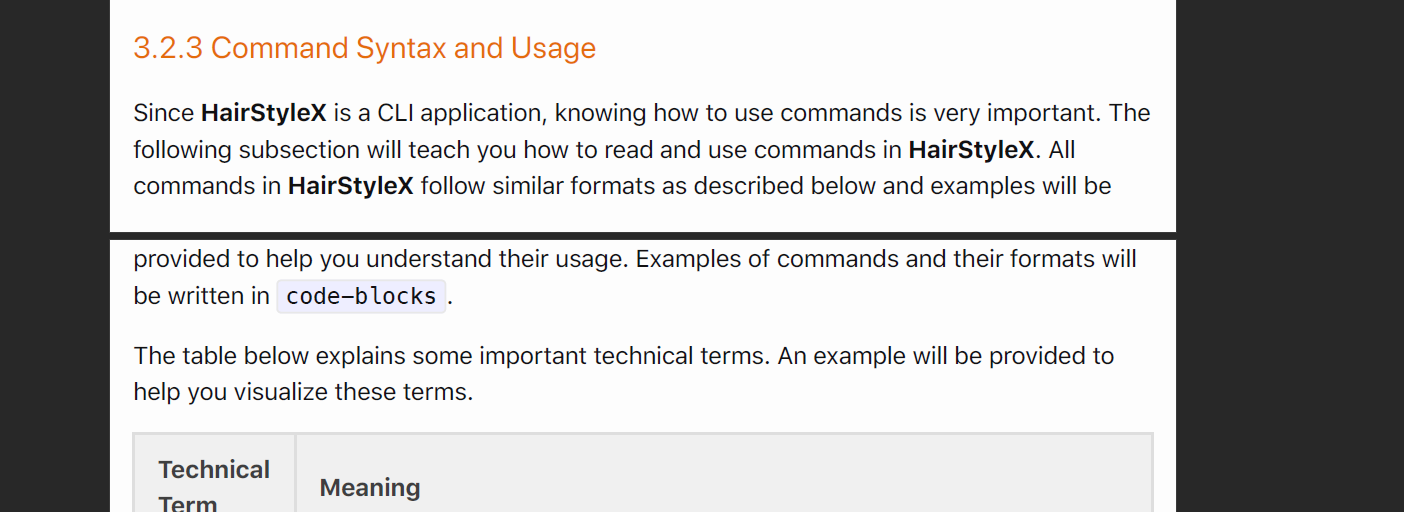 3.2.3 Command Syntax and Usage
Since HairStyleX is a CLI application, knowing how to use commands is very important. The
following subsection will teach you how to read and use commands in HairStyleX. All
commands in HairStyleX follow similar formats as described below and examples will be
provided to help you understand their usage. Examples of commands and their formats will
be written in code-blocks.
The table below explains some important technical terms. An example will be provided to
help you visualize these terms.
Technical
Term
Meaning